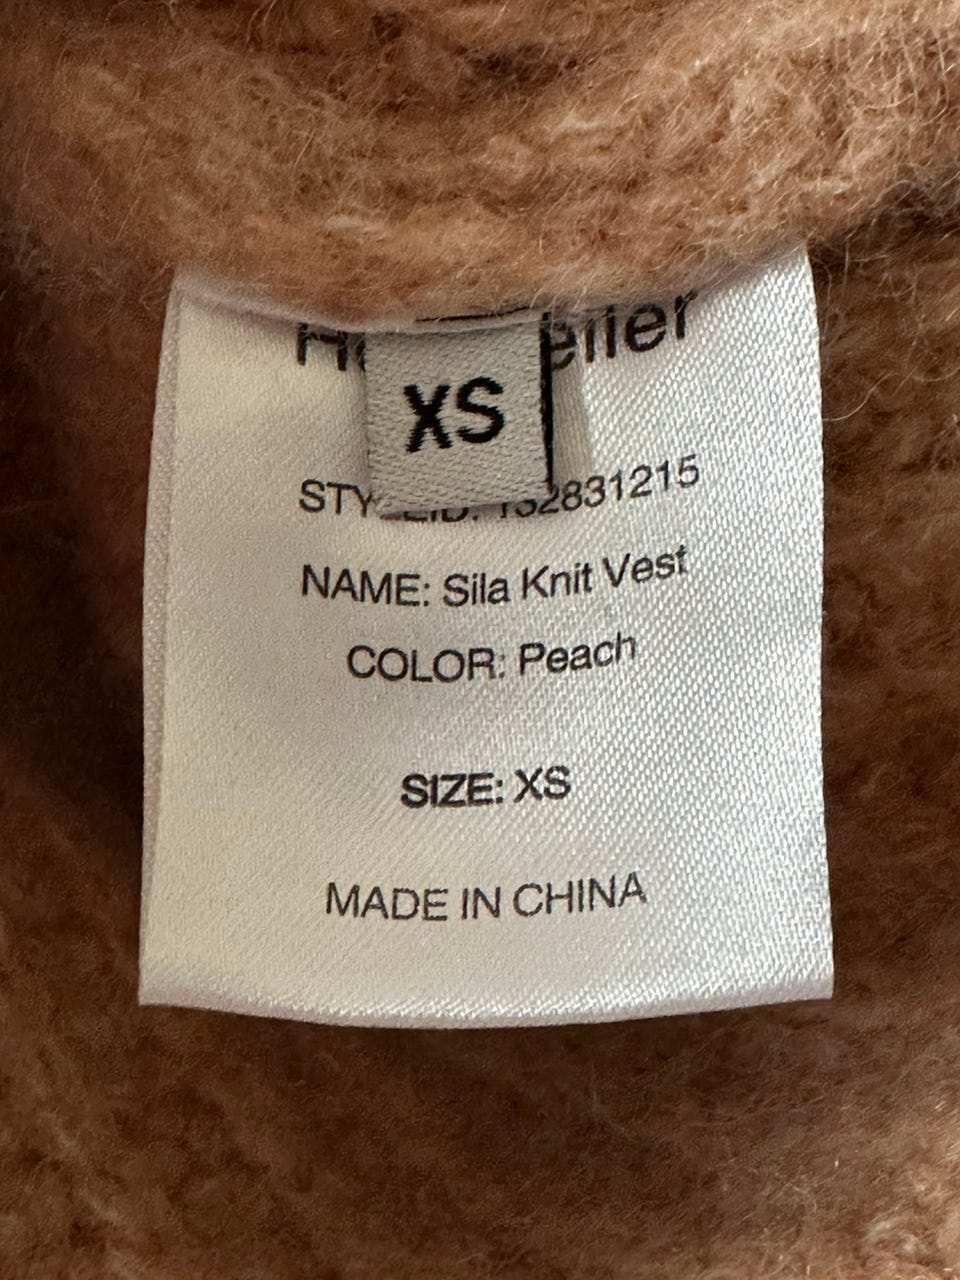 XS
NAME: Sila Knit Vest
COLOR: Peach
SIZE: XS
MADE IN CHINA